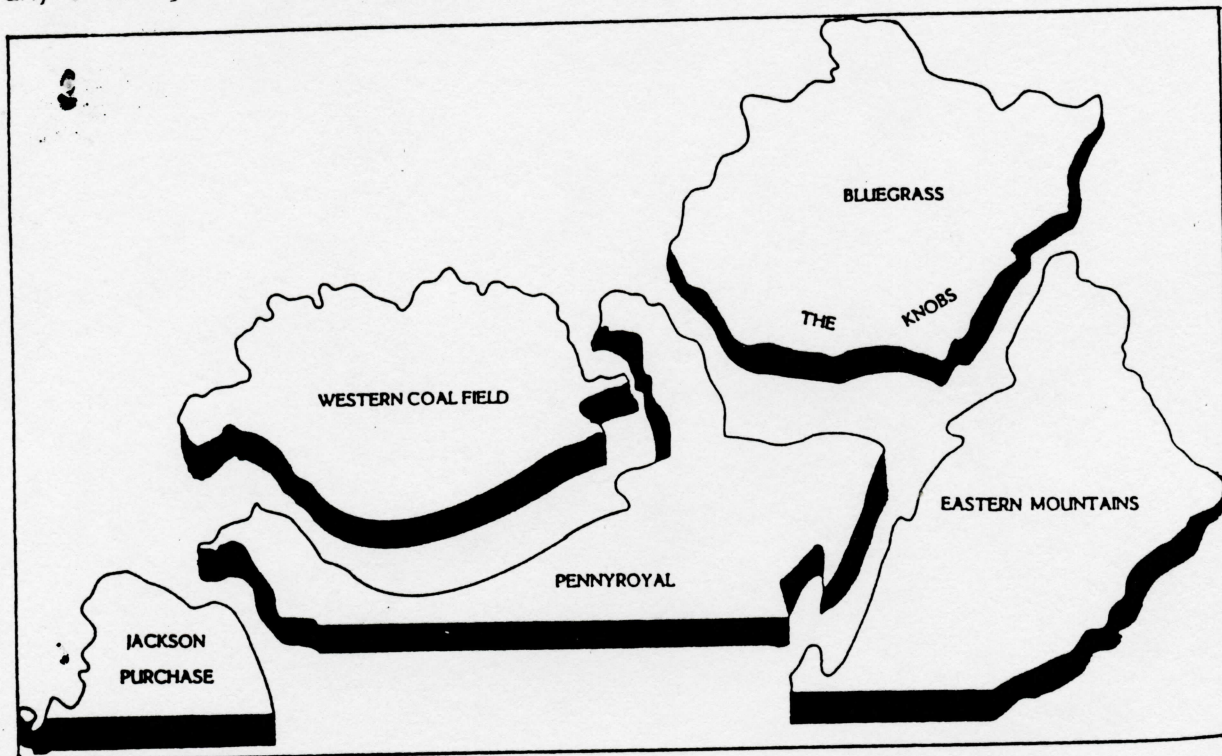 BLUEGRASS
THE KNOBS
WESTERN COAL FIELD
EASTERN MOUNTAINS
PENNYROYAL
JACKSON
PURCHASE